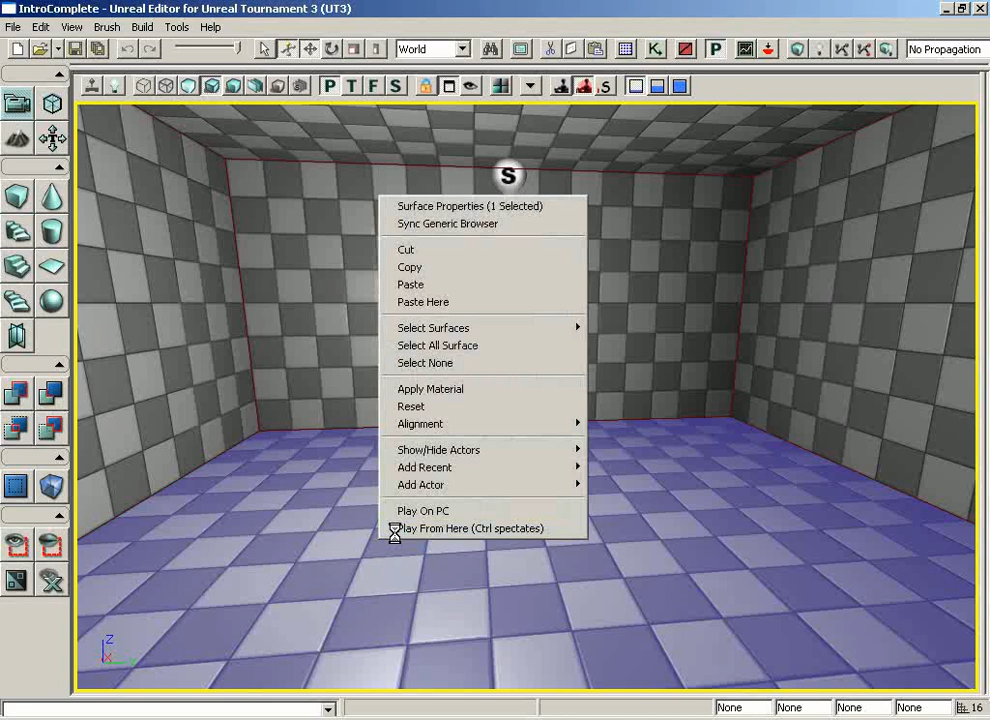 IntroComplete - Unreal Editor for Unreal Tournament 3 (UT3)
File Edit View Brush Build Tools Help
World K P No Propagation
P T F S S
S
Surface Properties (1 Selected)
Sync Generic Browser
Cut
Copy
Paste
Paste Here
Select Surfaces
Select All Surface
Select None
Apply Material
Reset
Alignment
Show/Hide Actors
Add Recent
Add Actor
Play On PC
Play From Here (Ctrl spectates)
Z
X
None None None None 16